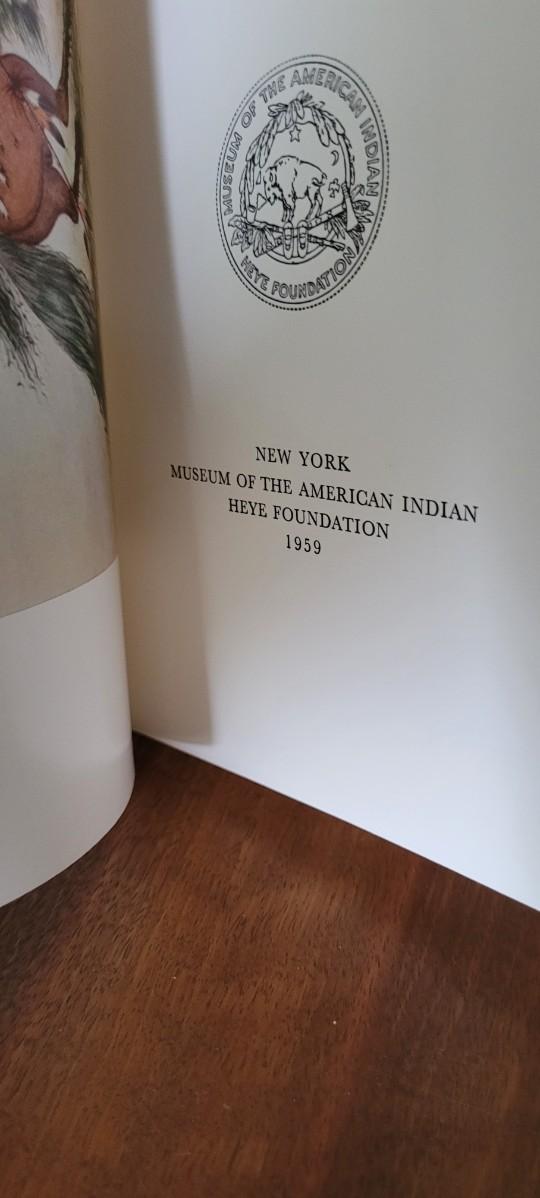 MUSEUM OF THE AMERICAN INDIAN
HEYE FOUNDATION
NEW YORK
MUSEUM OF THE AMERICAN INDIAN
HEYE FOUNDATION
1959